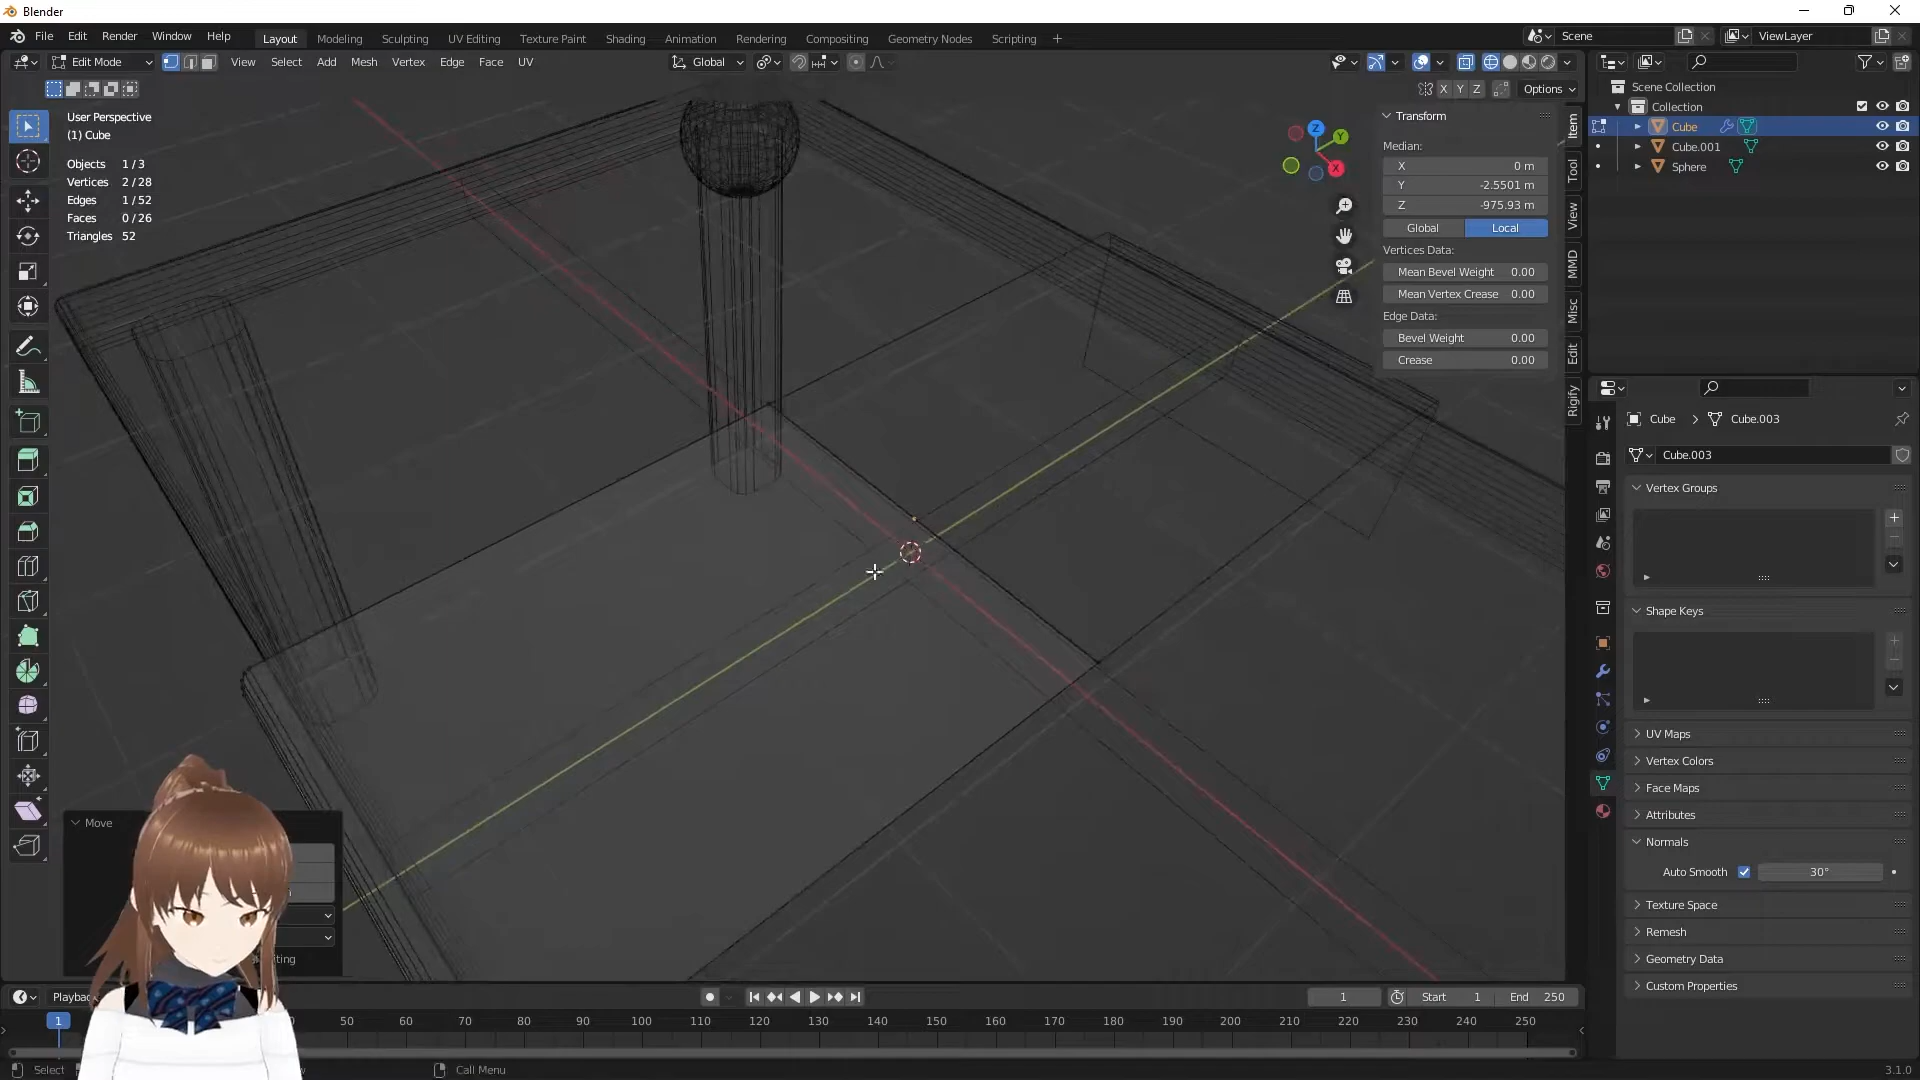 Blender
File Edit Render Window Help Layout Modeling Sculpting UV Editing Texture Paint Shading Animation Rendering Compositing Geometry Nodes Scripting + Scene ViewLayer
Edit Mode View Select Add Mesh Vertex Edge Face UV Global
X Y Z Options
User Perspective
(1) Cube
Objects 1/3
Vertices 2/28
Edges 1/52
Faces 0/26
Triangles 52
Z Y X
Transform
Median:
X 0 m
Y -2.5501 m
Z -975.93 m
Global Local
Vertices Data:
Mean Bevel Weight 0.00
Mean Vertex Crease 0.00
Edge Data:
Bevel Weight 0.00
Crease 0.00
Item
Tool
View
MMD
Misc
Edit
Rigify
Scene Collection
Collection
Cube
Cube.001
Sphere
Cube > Cube.003
Cube.003
Vertex Groups
Shape Keys
UV Maps
Vertex Colors
Face Maps
Attributes
Normals
Auto Smooth 30°
Texture Space
Remesh
Geometry Data
Custom Properties
Move
Playback
1 Start 1 End 250
1 50 60 70 80 90 100 110 120 130 140 150 160 170 180 190 200 210 220 230 240 250
Select Call Menu 3.1.0